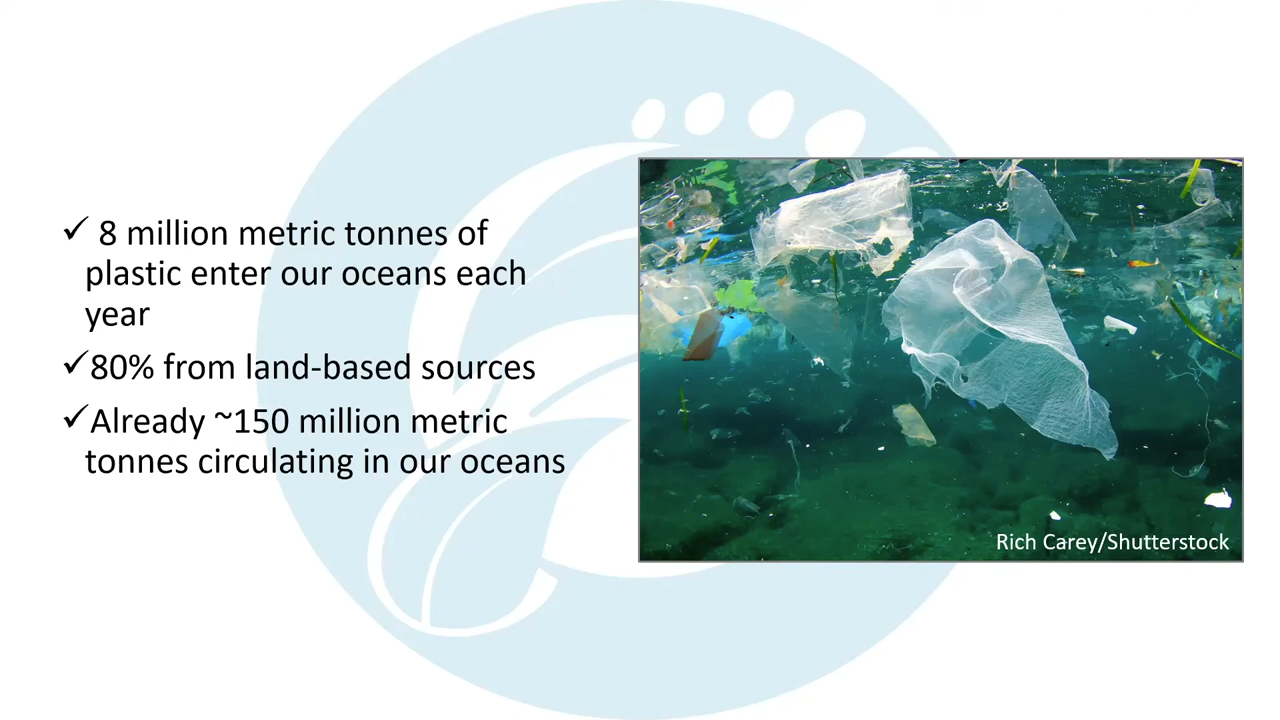 ✓ 8 million metric tonnes of
plastic enter our oceans each
year
✓80% from land-based sources
✓Already ~150 million metric
tonnes circulating in our oceans
Rich Carey/Shutterstock